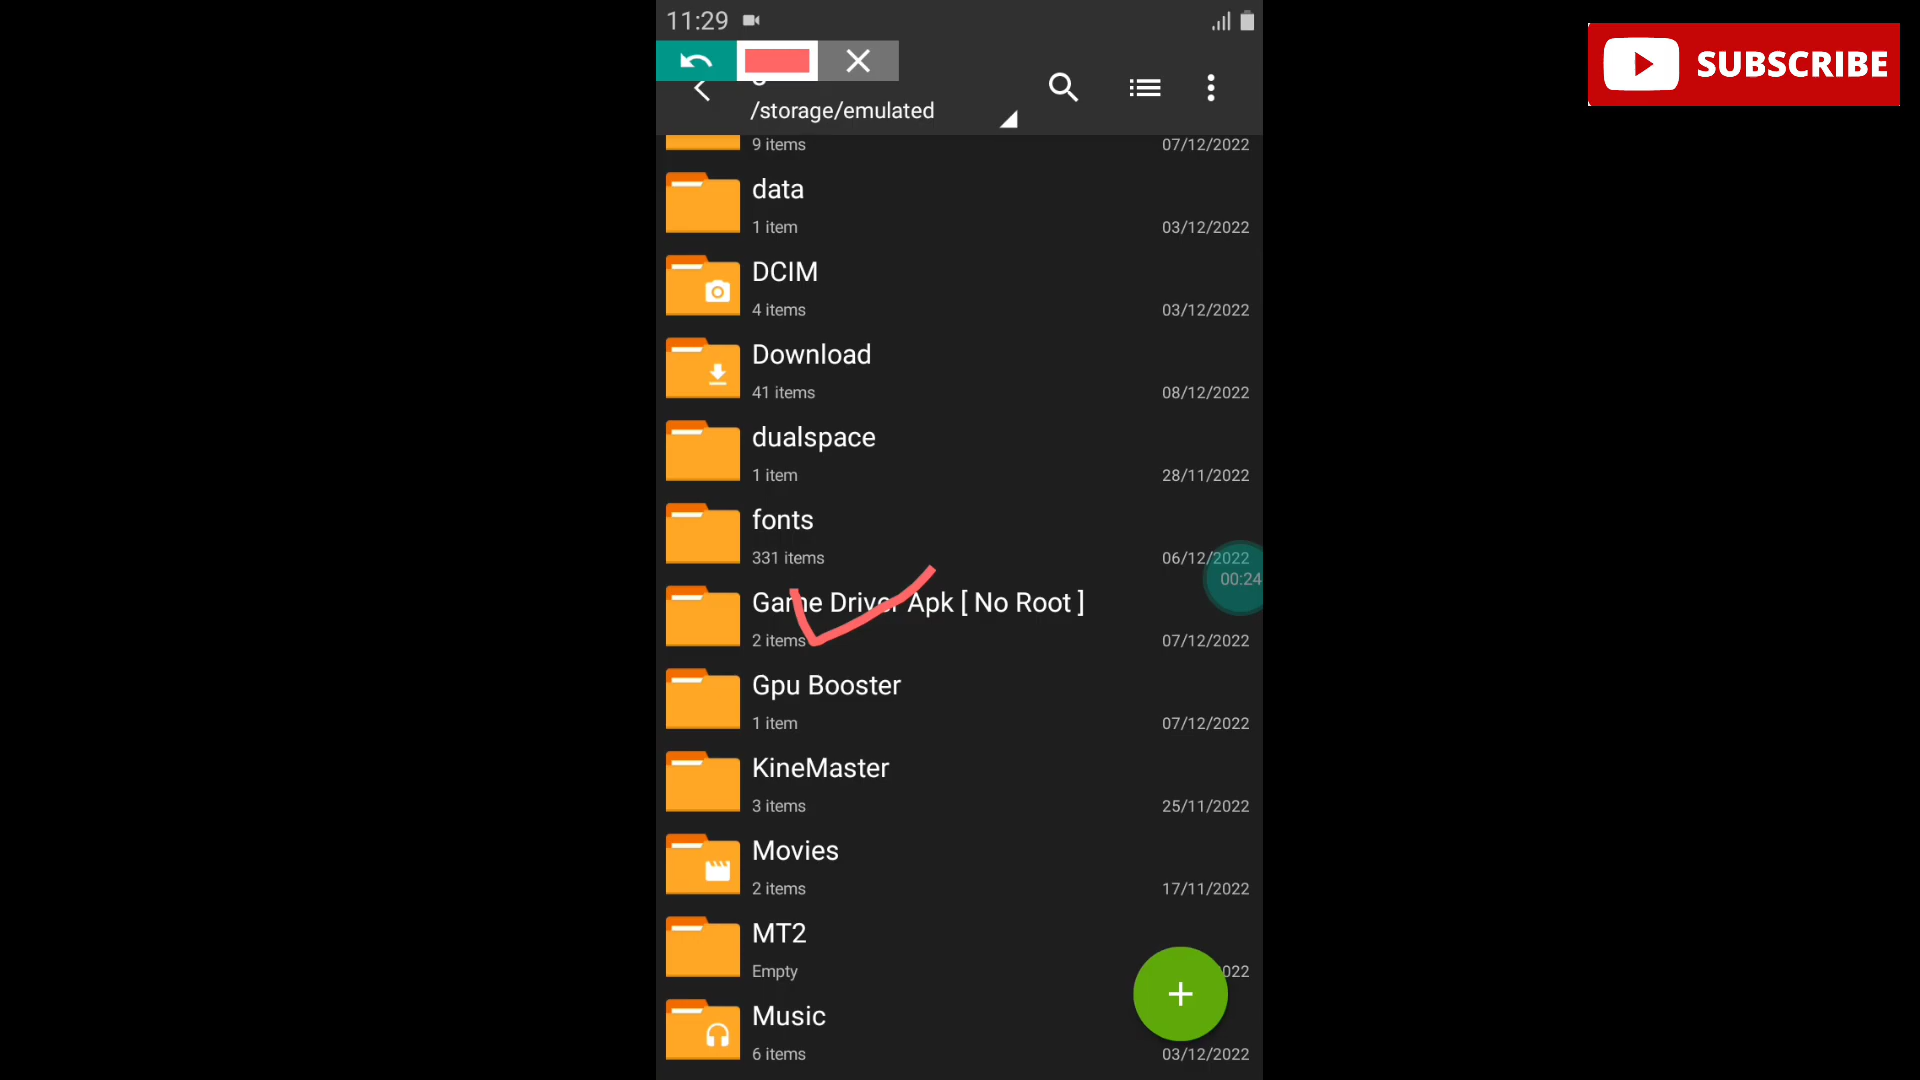 11:29
SUBSCRIBE
/storage/emulated
9 items 07/12/2022
data
1 item 03/12/2022
DCIM
4 items 03/12/2022
Download
41 items 08/12/2022
dualspace
1 item 28/11/2022
fonts
331 items 06/12/2022
00:24
Game Driver Apk [ No Root ]
2 items 07/12/2022
Gpu Booster
1 item 07/12/2022
KineMaster
3 items 25/11/2022
Movies
2 items 17/11/2022
MT2
Empty 022
Music
6 items 03/12/2022